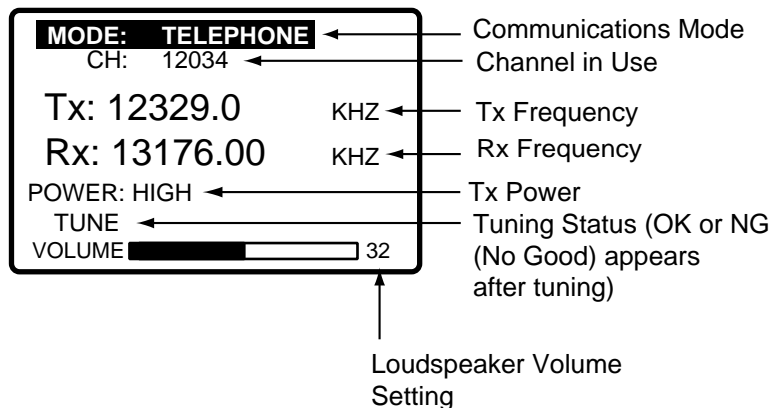 MODE: TELEPHONE
CH: 12034
Tx: 12329.0 KHZ
Rx: 13176.00 KHZ
POWER: HIGH
TUNE
VOLUME 32
Communications Mode
Channel in Use
Tx Frequency
Rx Frequency
Tx Power
Tuning Status (OK or NG
(No Good) appears
after tuning)
Loudspeaker Volume
Setting